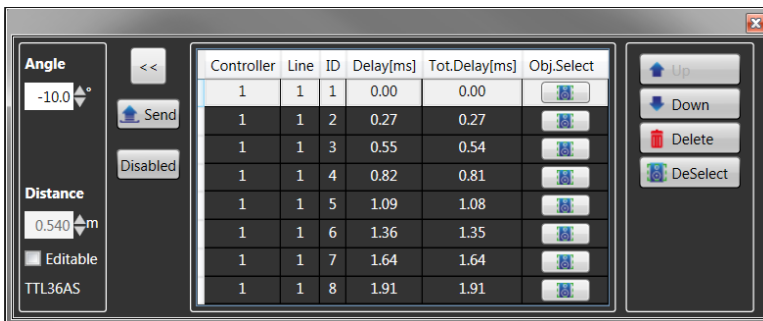 Angle
-10.0 °
<<
Send
Disabled
Distance
0.540 m
Editable
TTL36AS
Controller Line ID Delay[ms] Tot.Delay[ms] Obj.Select
1 1 1 0.00 0.00
1 1 2 0.27 0.27
1 1 3 0.55 0.54
1 1 4 0.82 0.81
1 1 5 1.09 1.08
1 1 6 1.36 1.35
1 1 7 1.64 1.64
1 1 8 1.91 1.91
Up
Down
Delete
DeSelect